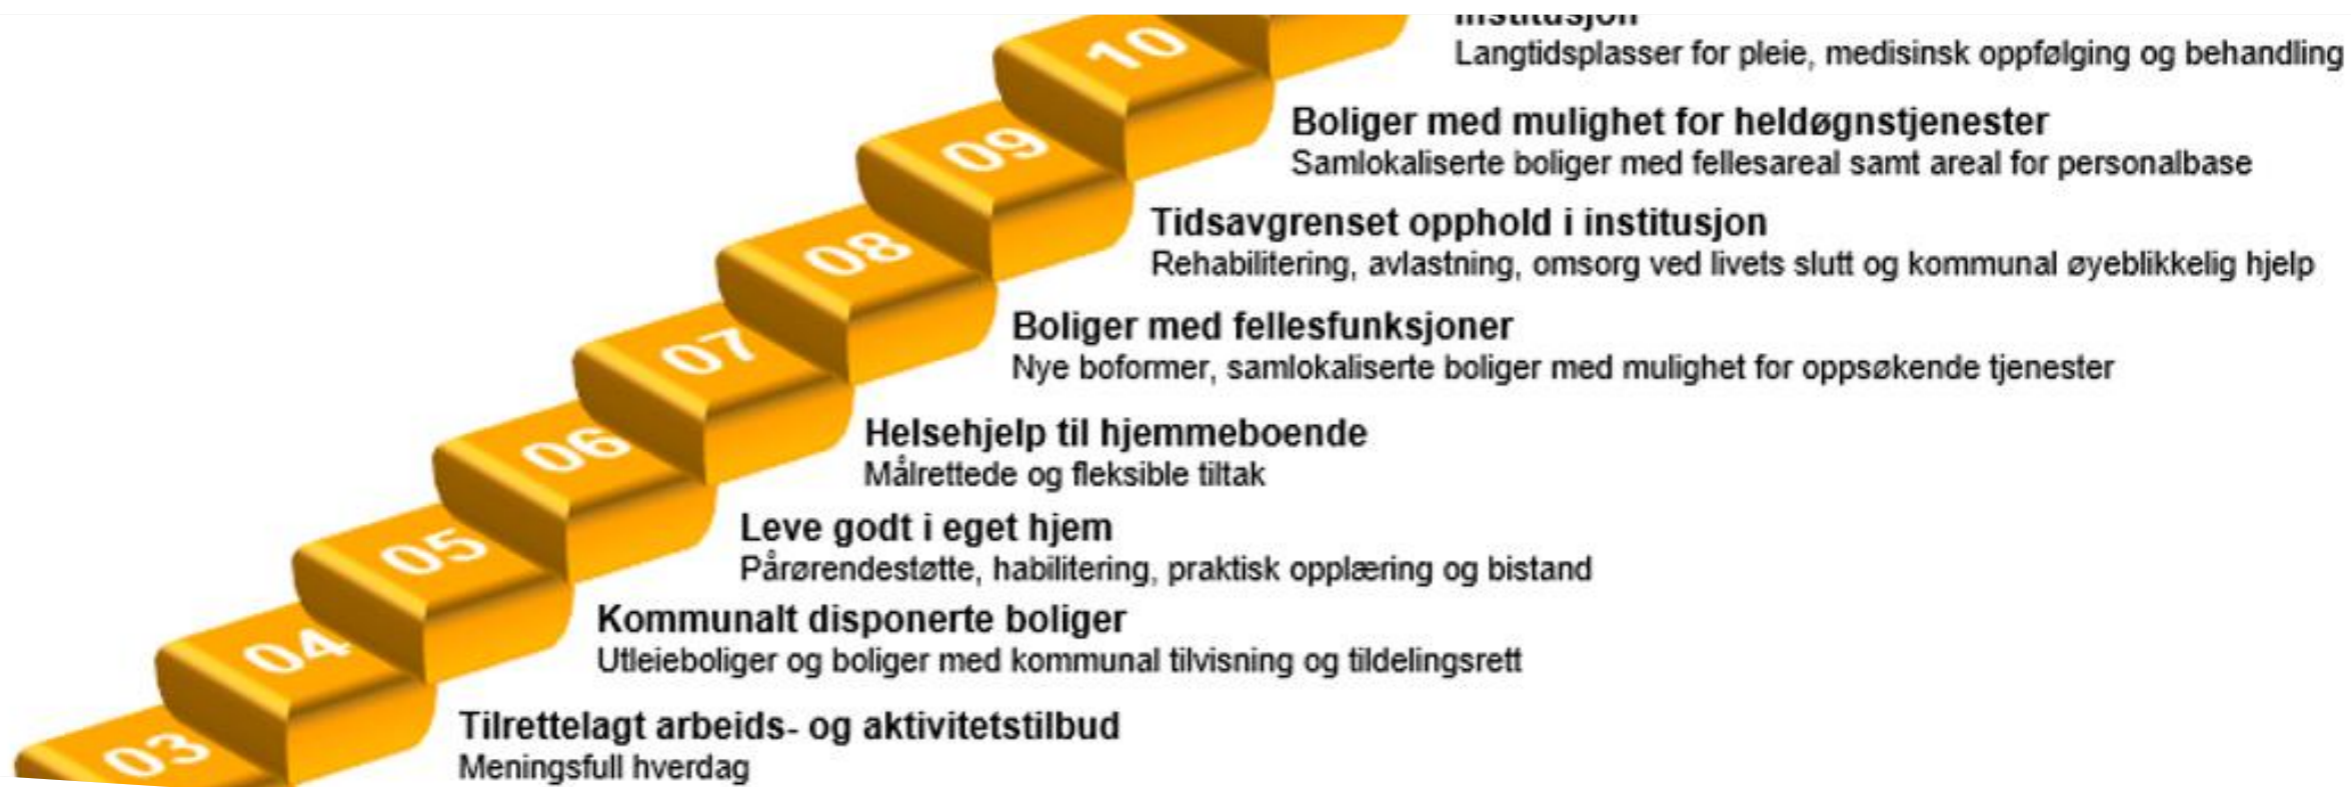 10
Langtidsplasser for pleie, medisinsk oppfølging og behandling
09
Boliger med mulighet for heldøgnstjenester
Samlokaliserte boliger med fellesareal samt areal for personalbase
08
Tidsavgrenset opphold i institusjon
Rehabilitering, avlastning, omsorg ved livets slutt og kommunal øyeblikkelig hjelp
07
Boliger med fellesfunksjoner
Nye boformer, samlokaliserte boliger med mulighet for oppsøkende tjenester
06
Helsehjelp til hjemmeboende
Målrettede og fleksible tiltak
05
Leve godt i eget hjem
Pårørendestøtte, habilitering, praktisk opplæring og bistand
04
Kommunalt disponerte boliger
Utleieboliger og boliger med kommunal tilvisning og tildelingsrett
03
Tilrettelagt arbeids- og aktivitetstilbud
Meningsfull hverdag